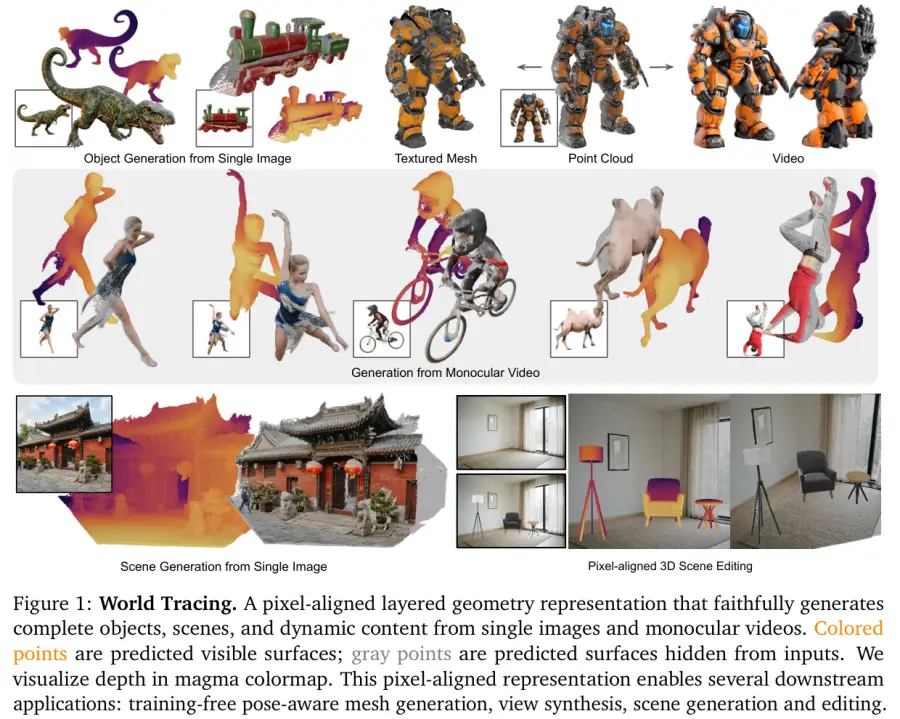 Object Generation from Single Image
Textured Mesh
Point Cloud
Video
Generation from Monocular Video
Scene Generation from Single Image
Pixel-aligned 3D Scene Editing
Figure 1: World Tracing. A pixel-aligned layered geometry representation that faithfully generates
complete objects, scenes, and dynamic content from single images and monocular videos. Colored
points are predicted visible surfaces; gray points are predicted surfaces hidden from inputs. We
visualize depth in magma colormap. This pixel-aligned representation enables several downstream
applications: training-free pose-aware mesh generation, view synthesis, scene generation and editing.